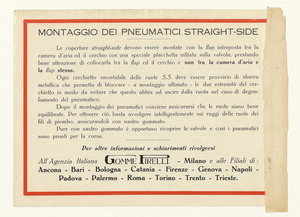 MONTAGGIO DEI PNEUMATICI STRAIGHT-SIDE
Le coperture straight-side devono essere montate con la flap interposta tra la
camera d'aria ed il cerchio con una speciale placchetta infilata sulla valvola, prestando
bene attenzione di collocarla tra la flap ed il cerchio e non tra la camera d'aria e
la flap stessa.
Ogni cerchietto smontabile delle ruote S.S. deve essere provvisto di sbarra
metallica che permetta di bloccare - a montaggio ultimato - le due estremità del cer-
chietto in modo da evitare che questo abbia ad uscire dalla ruota nel caso di disgon-
fiamento del pneumatico.
Dopo il montaggio dei pneumatici conviene assicurarsi che le ruote siano bene
equilibrate. Per ottenere ciò, basta avvolgere intelligentemente sui raggi delle ruote dei
fili di piombo, assicurandoli con nastro gommato.
Pure con nastro gommato è opportuno ricoprire le valvole e così i pneumatici
sono pronti per la corsa.
Per altre informazioni e schiarimenti rivolgersi
All'Agenzia Italiana GOMME PIRELLI - Milano e alle Filiali di:
Ancona - Bari - Bologna - Catania - Firenze - Genova - Napoli -
Padova - Palermo - Roma - Torino - Trento - Trieste.